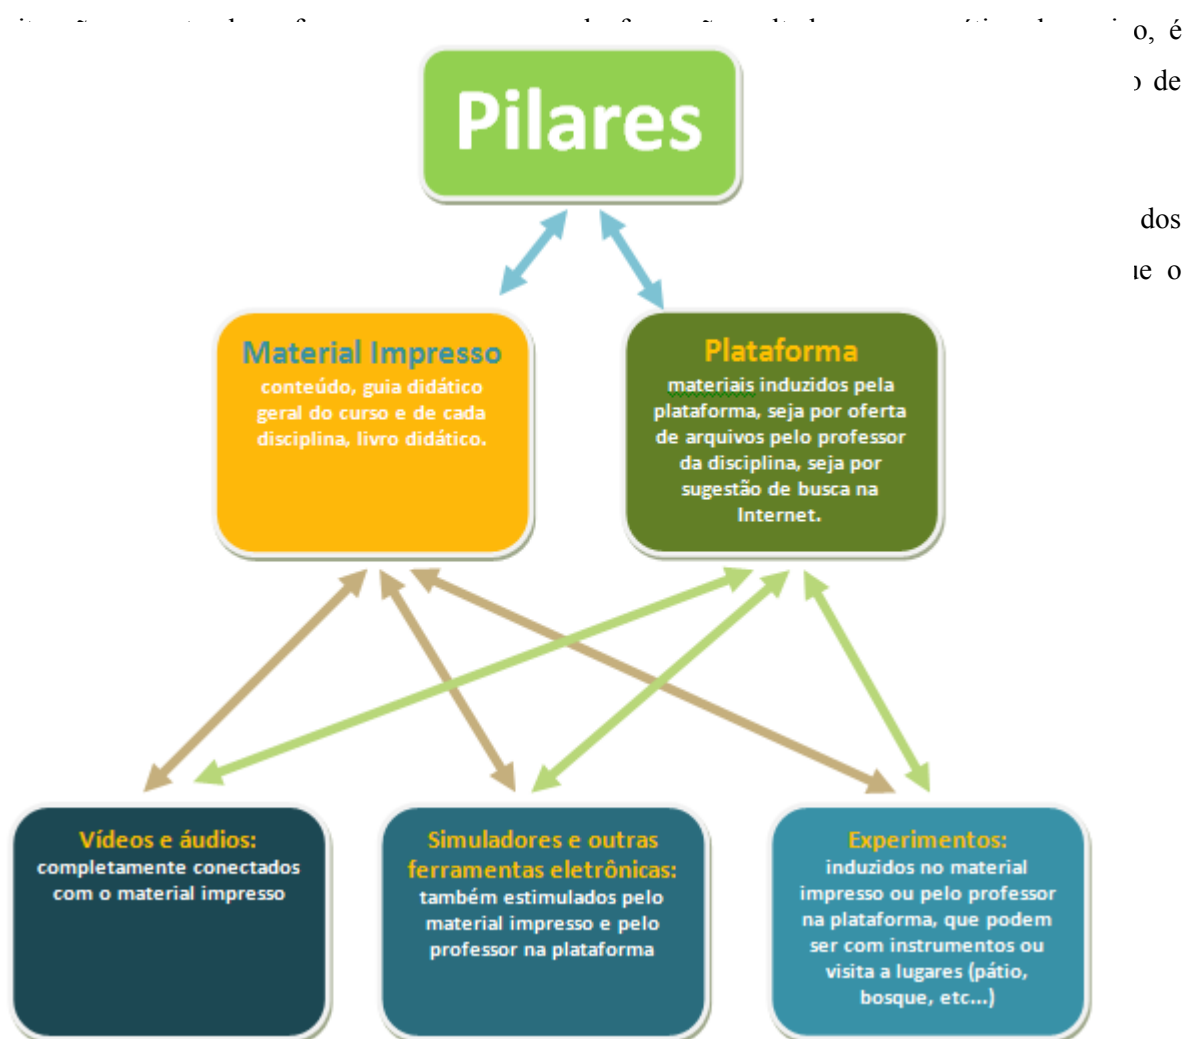 o, é
de
Pilares
dos
o
Material Impresso
conteúdo, guia didático
geral do curso e de cada
disciplina, livro didático.
Plataforma
materiais induzidos pela
plataforma, seja por oferta
de arquivos pelo professor
da disciplina, seja por
sugestão de busca na
Internet.
Vídeos e áudios:
completamente conectados
com o material impresso
Simuladores e outras
ferramentas eletrônicas:
também estimulados pelo
material impresso e pelo
professor na plataforma
Experimentos:
induzidos no material
impresso ou pelo professor
na plataforma, que podem
ser com instrumentos ou
visita a lugares (pátio,
bosque, etc...)